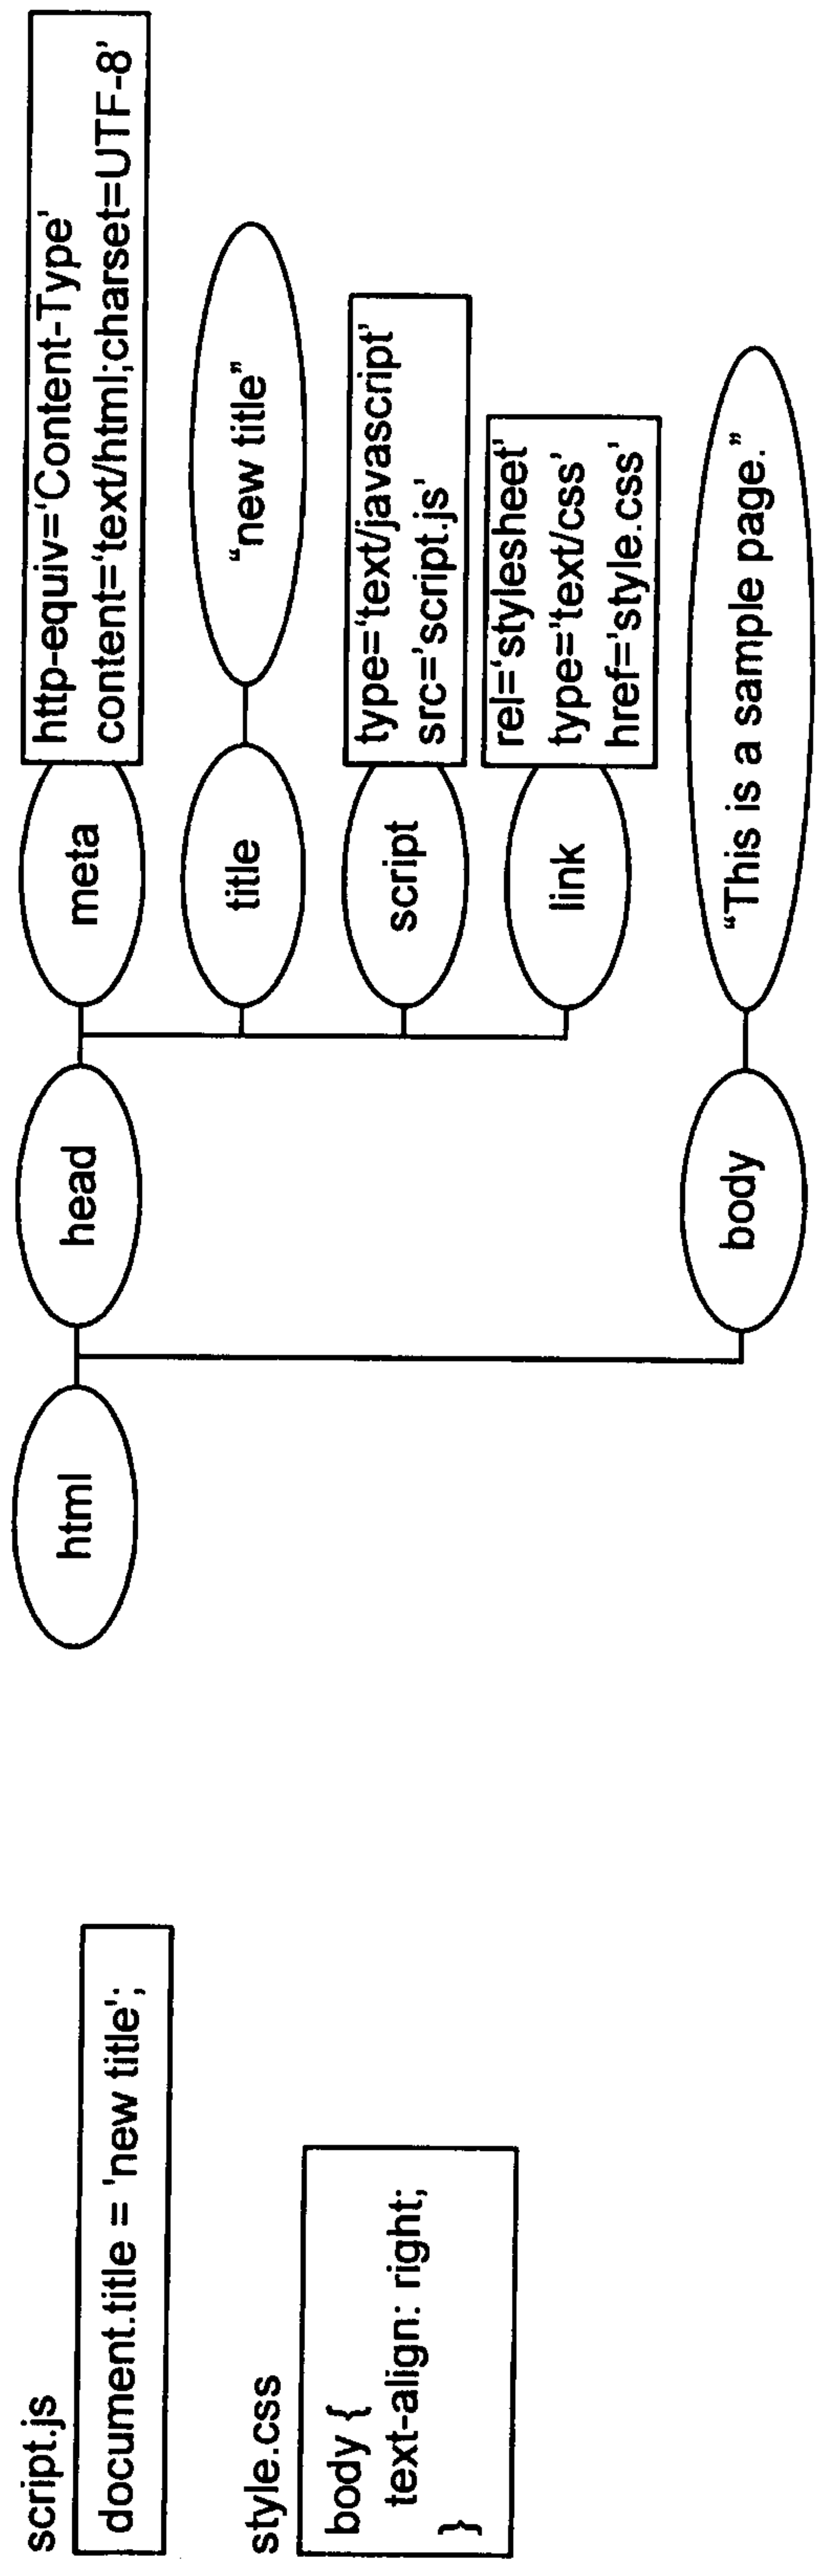 script.js
document.title = 'new title';
style.css
body {
text-align: right;
}
html
head
meta
http-equiv=‘Content-Type’
content=‘text/html;charset=UTF-8’
title
“new title”
script
type=‘text/javascript’
src=‘script.js’
link
rel=‘stylesheet’
type=‘text/css’
href=‘style.css’
body
“This is a sample page.”